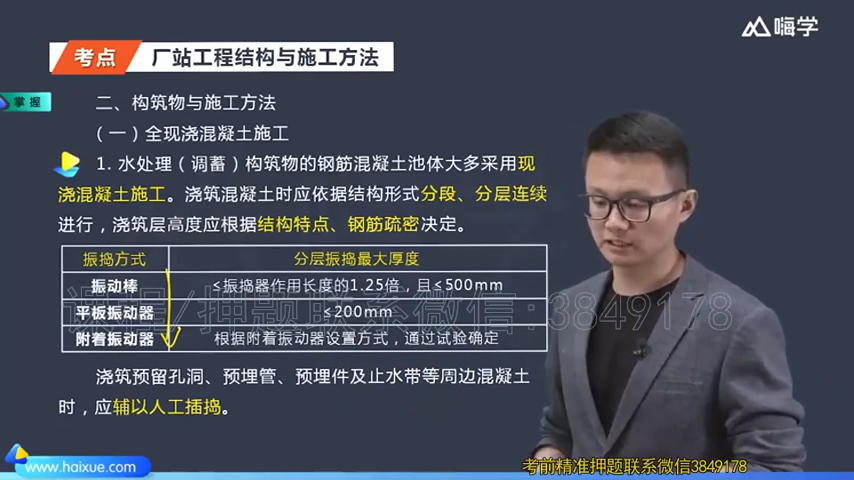 考点 厂站工程结构与施工方法
嗨学
掌握
二、构筑物与施工方法
（一）全现浇混凝土施工
1. 水处理（调蓄）构筑物的钢筋混凝土池体大多采用现
浇混凝土施工。浇筑混凝土时应依据结构形式分段、分层连续
进行，浇筑层高度应根据结构特点、钢筋疏密决定。
振捣方式 分层振捣最大厚度
振动棒 ≤振捣器作用长度的1.25倍，且≤500mm
平板振动器 ≤200mm
附着振动器 根据附着振动器设置方式，通过试验确定
课程/押题联系微信:3849178
浇筑预留孔洞、预埋管、预埋件及止水带等周边混凝土
时，应辅以人工插捣。
www.haixue.com
考前精准押题联系微信3849178